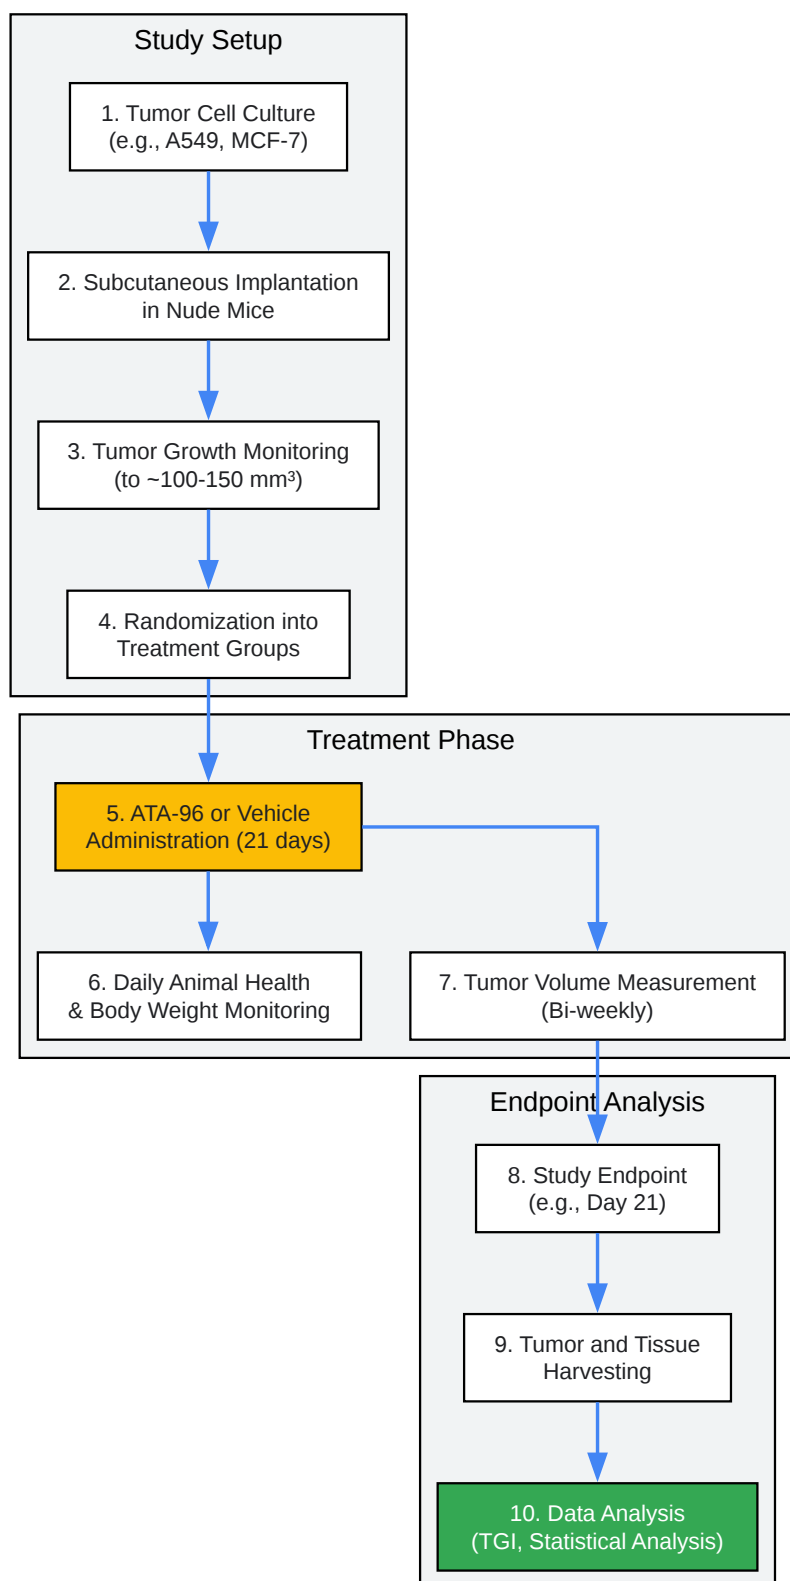 Study Setup
1. Tumor Cell Culture
(e.g., A549, MCF-7)
2. Subcutaneous Implantation
in Nude Mice
3. Tumor Growth Monitoring
(to ~100-150 mm³)
4. Randomization into
Treatment Groups
Treatment Phase
5. ATA-96 or Vehicle
Administration (21 days)
6. Daily Animal Health
& Body Weight Monitoring
7. Tumor Volume Measurement
(Bi-weekly)
Endpoint Analysis
8. Study Endpoint
(e.g., Day 21)
9. Tumor and Tissue
Harvesting
10. Data Analysis
(TGI, Statistical Analysis)